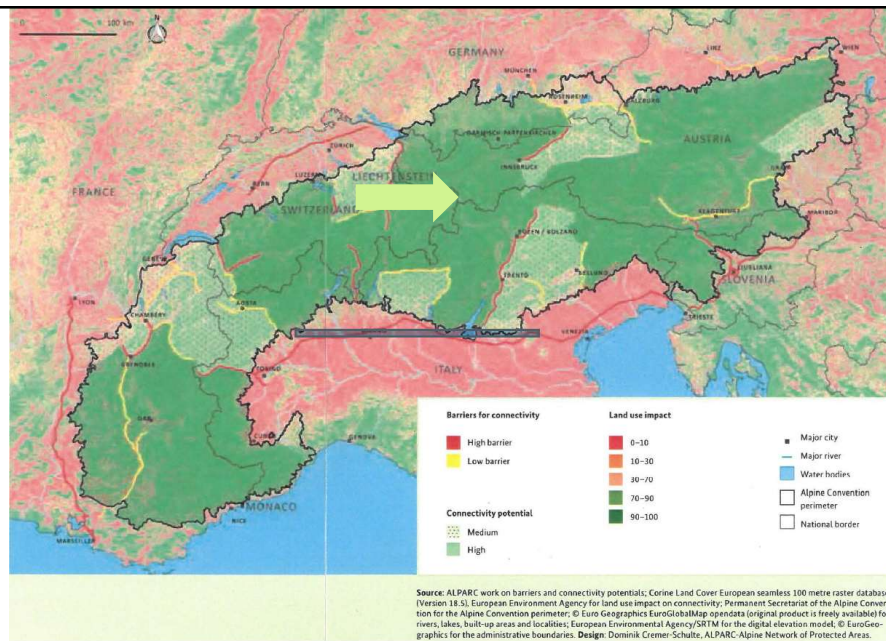 0 100 km
N
GERMANY
LINZ
WIEN
MÜNCHEN
ROSENHEIM
SALZBURG
GARMISCH-PARTENKIRCHEN
AUSTRIA
ZÜRICH
INNSBRUCK
LUZERN
LIECHTENSTEIN
BERN
FRANCE
SWITZERLAND
KLAGENFURT
MARIBOR
BOZEN / BOLZANO
TRENTO
BELLUNO
LJUBLJANA
SLOVENIA
LYON
AOSTA
CHAMBÉRY
TRIESTE
VENEZIA
GRENOBLE
TORINO
ITALY
GAP
CUNEO
GENOVA
MONACO
NICE
MARSEILLE
Barriers for connectivity
High barrier
Low barrier
Connectivity potential
Medium
High
Land use impact
0–10
10–30
30–70
70–90
90–100
Major city
Major river
Water bodies
Alpine Convention
perimeter
National border
Source: ALPARC work on barriers and connectivity potentials; Corine Land Cover European seamless 100 metre raster database
(Version 18.5), European Environment Agency for land use impact on connectivity; Permanent Secretariat of the Alpine Conven-
tion for the Alpine Convention perimeter; © Euro Geographics EuroGlobalMap opendata (original product is freely available) fo
rivers, lakes, built-up areas and localities; European Environmental Agency/SRTM for the digital elevation model; © EuroGeo-
graphics for the administrative boundaries. Design: Dominik Cremer-Schulte, ALPARC-Alpine Network of Protected Areas.